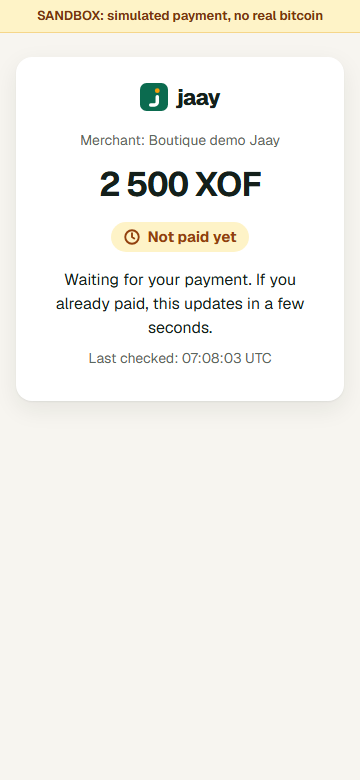 SANDBOX: simulated payment, no real bitcoin
jaay
Merchant: Boutique demo Jaay
2 500 XOF
Not paid yet
Waiting for your payment. If you
already paid, this updates in a few
seconds.
Last checked: 07:08:03 UTC